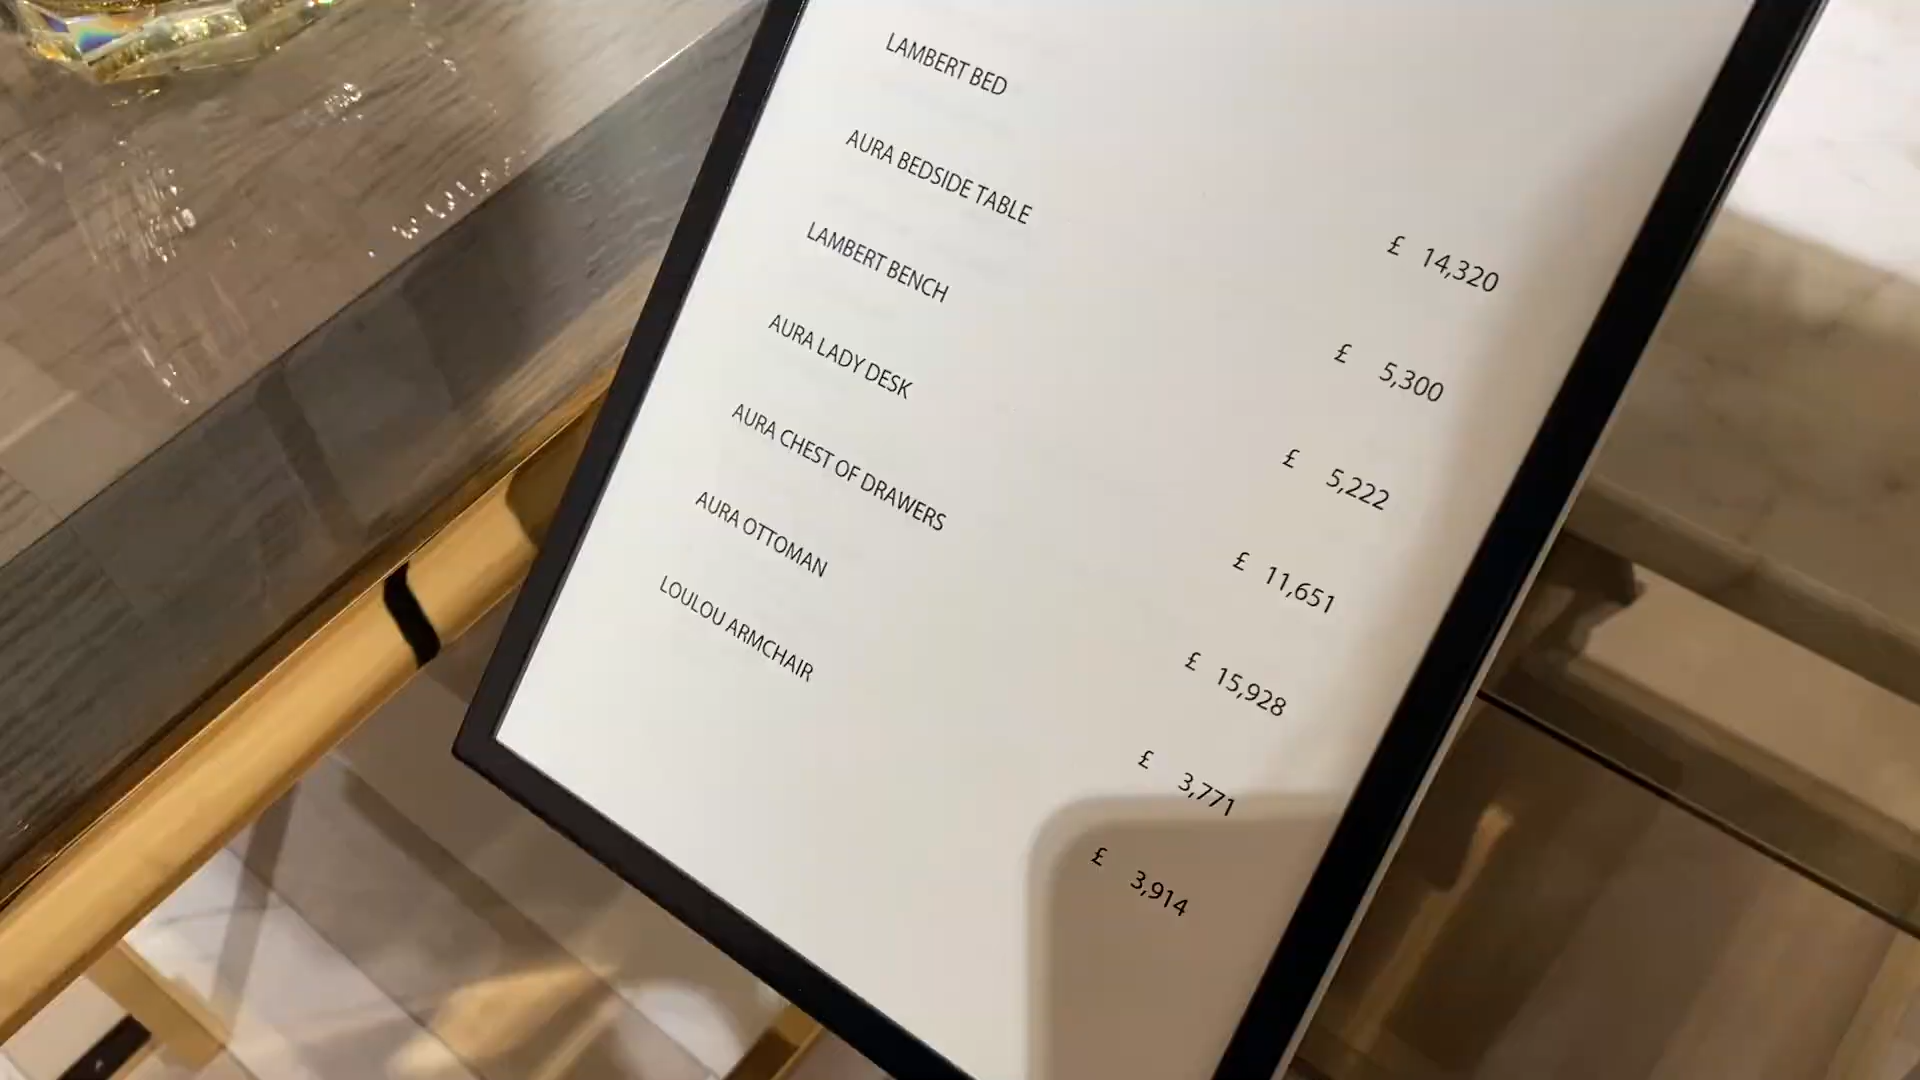 LAMBERT BED £ 14,320
AURA BEDSIDE TABLE £ 5,300
LAMBERT BENCH £ 5,222
AURA LADY DESK £ 11,651
AURA CHEST OF DRAWERS £ 15,928
AURA OTTOMAN £ 3,771
LOULOU ARMCHAIR £ 3,914